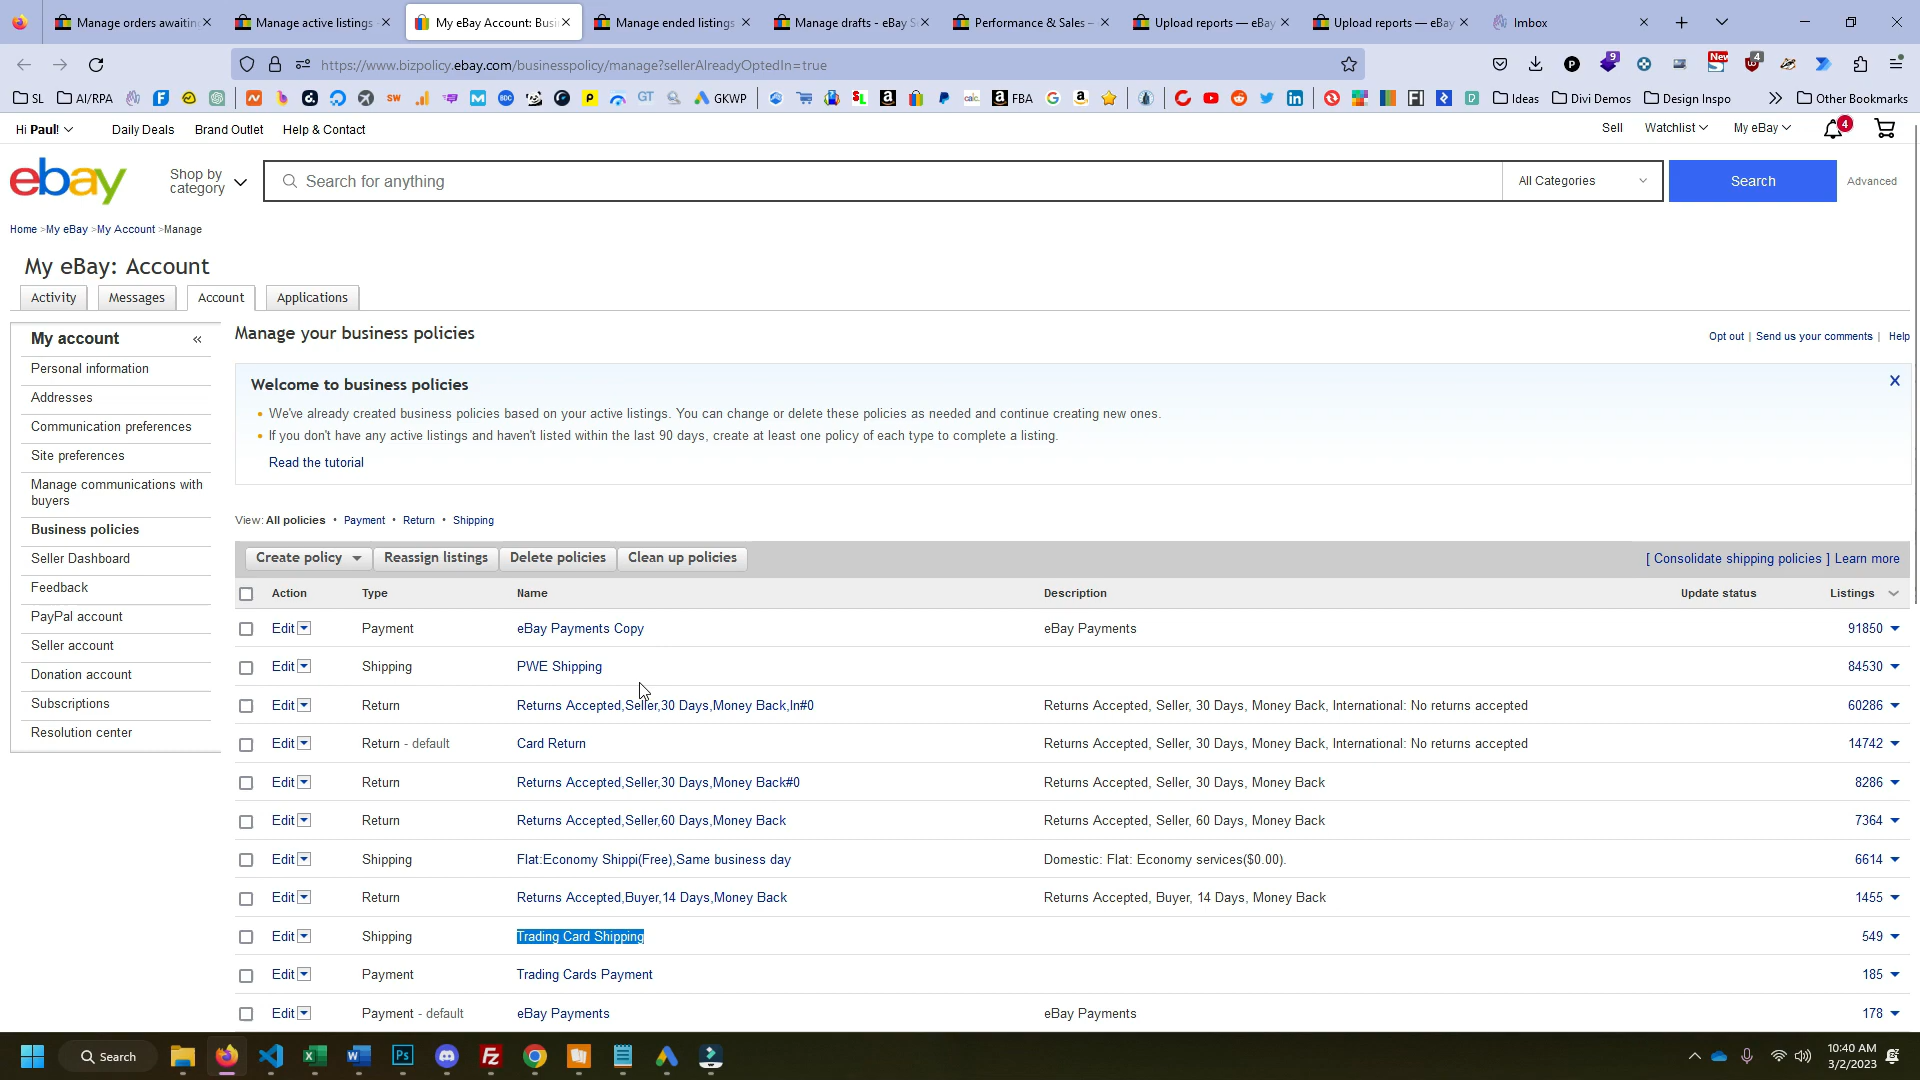 Manage orders awaitin
Manage active listings
My eBay Account: Busi
Manage ended listings
Manage drafts - eBay S
Performance & Sales –
Upload reports — eBay
Upload reports — eBay
Imbox
https://www.bizpolicy.ebay.com/businesspolicy/manage?sellerAlreadyOptedIn=true
9
New
4
SL
AI/RPA
GKWP
FBA
Ideas
Divi Demos
Design Inspo
Other Bookmarks
Hi Paul!
Daily Deals
Brand Outlet
Help & Contact
Sell
Watchlist
My eBay
4
ebay
Shop by category
Search for anything
All Categories
Search
Advanced
Home >My eBay >My Account >Manage
My eBay: Account
Activity
Messages
Account
Applications
My account «
Personal information
Addresses
Communication preferences
Site preferences
Manage communications with
buyers
Business policies
Seller Dashboard
Feedback
PayPal account
Seller account
Donation account
Subscriptions
Resolution center
Manage your business policies
Opt out | Send us your comments | Help
Welcome to business policies
• We've already created business policies based on your active listings. You can change or delete these policies as needed and continue creating new ones.
• If you don't have any active listings and haven't listed within the last 90 days, create at least one policy of each type to complete a listing.
Read the tutorial
View: All policies • Payment • Return • Shipping
Create policy Reassign listings Delete policies Clean up policies [ Consolidate shipping policies ] Learn more
Action Type Name Description Update status Listings
Edit Payment eBay Payments Copy eBay Payments 91850
Edit Shipping PWE Shipping 84530
Edit Return Returns Accepted,Seller,30 Days,Money Back,In#0 Returns Accepted, Seller, 30 Days, Money Back, International: No returns accepted 60286
Edit Return - default Card Return Returns Accepted, Seller, 30 Days, Money Back, International: No returns accepted 14742
Edit Return Returns Accepted,Seller,30 Days,Money Back#0 Returns Accepted, Seller, 30 Days, Money Back 8286
Edit Return Returns Accepted,Seller,60 Days,Money Back Returns Accepted, Seller, 60 Days, Money Back 7364
Edit Shipping Flat:Economy Shippi(Free),Same business day Domestic: Flat: Economy services($0.00). 6614
Edit Return Returns Accepted,Buyer,14 Days,Money Back Returns Accepted, Buyer, 14 Days, Money Back 1455
Edit Shipping Trading Card Shipping 549
Edit Payment Trading Cards Payment 185
Edit Payment - default eBay Payments eBay Payments 178
Search
10:40 AM
3/2/2023